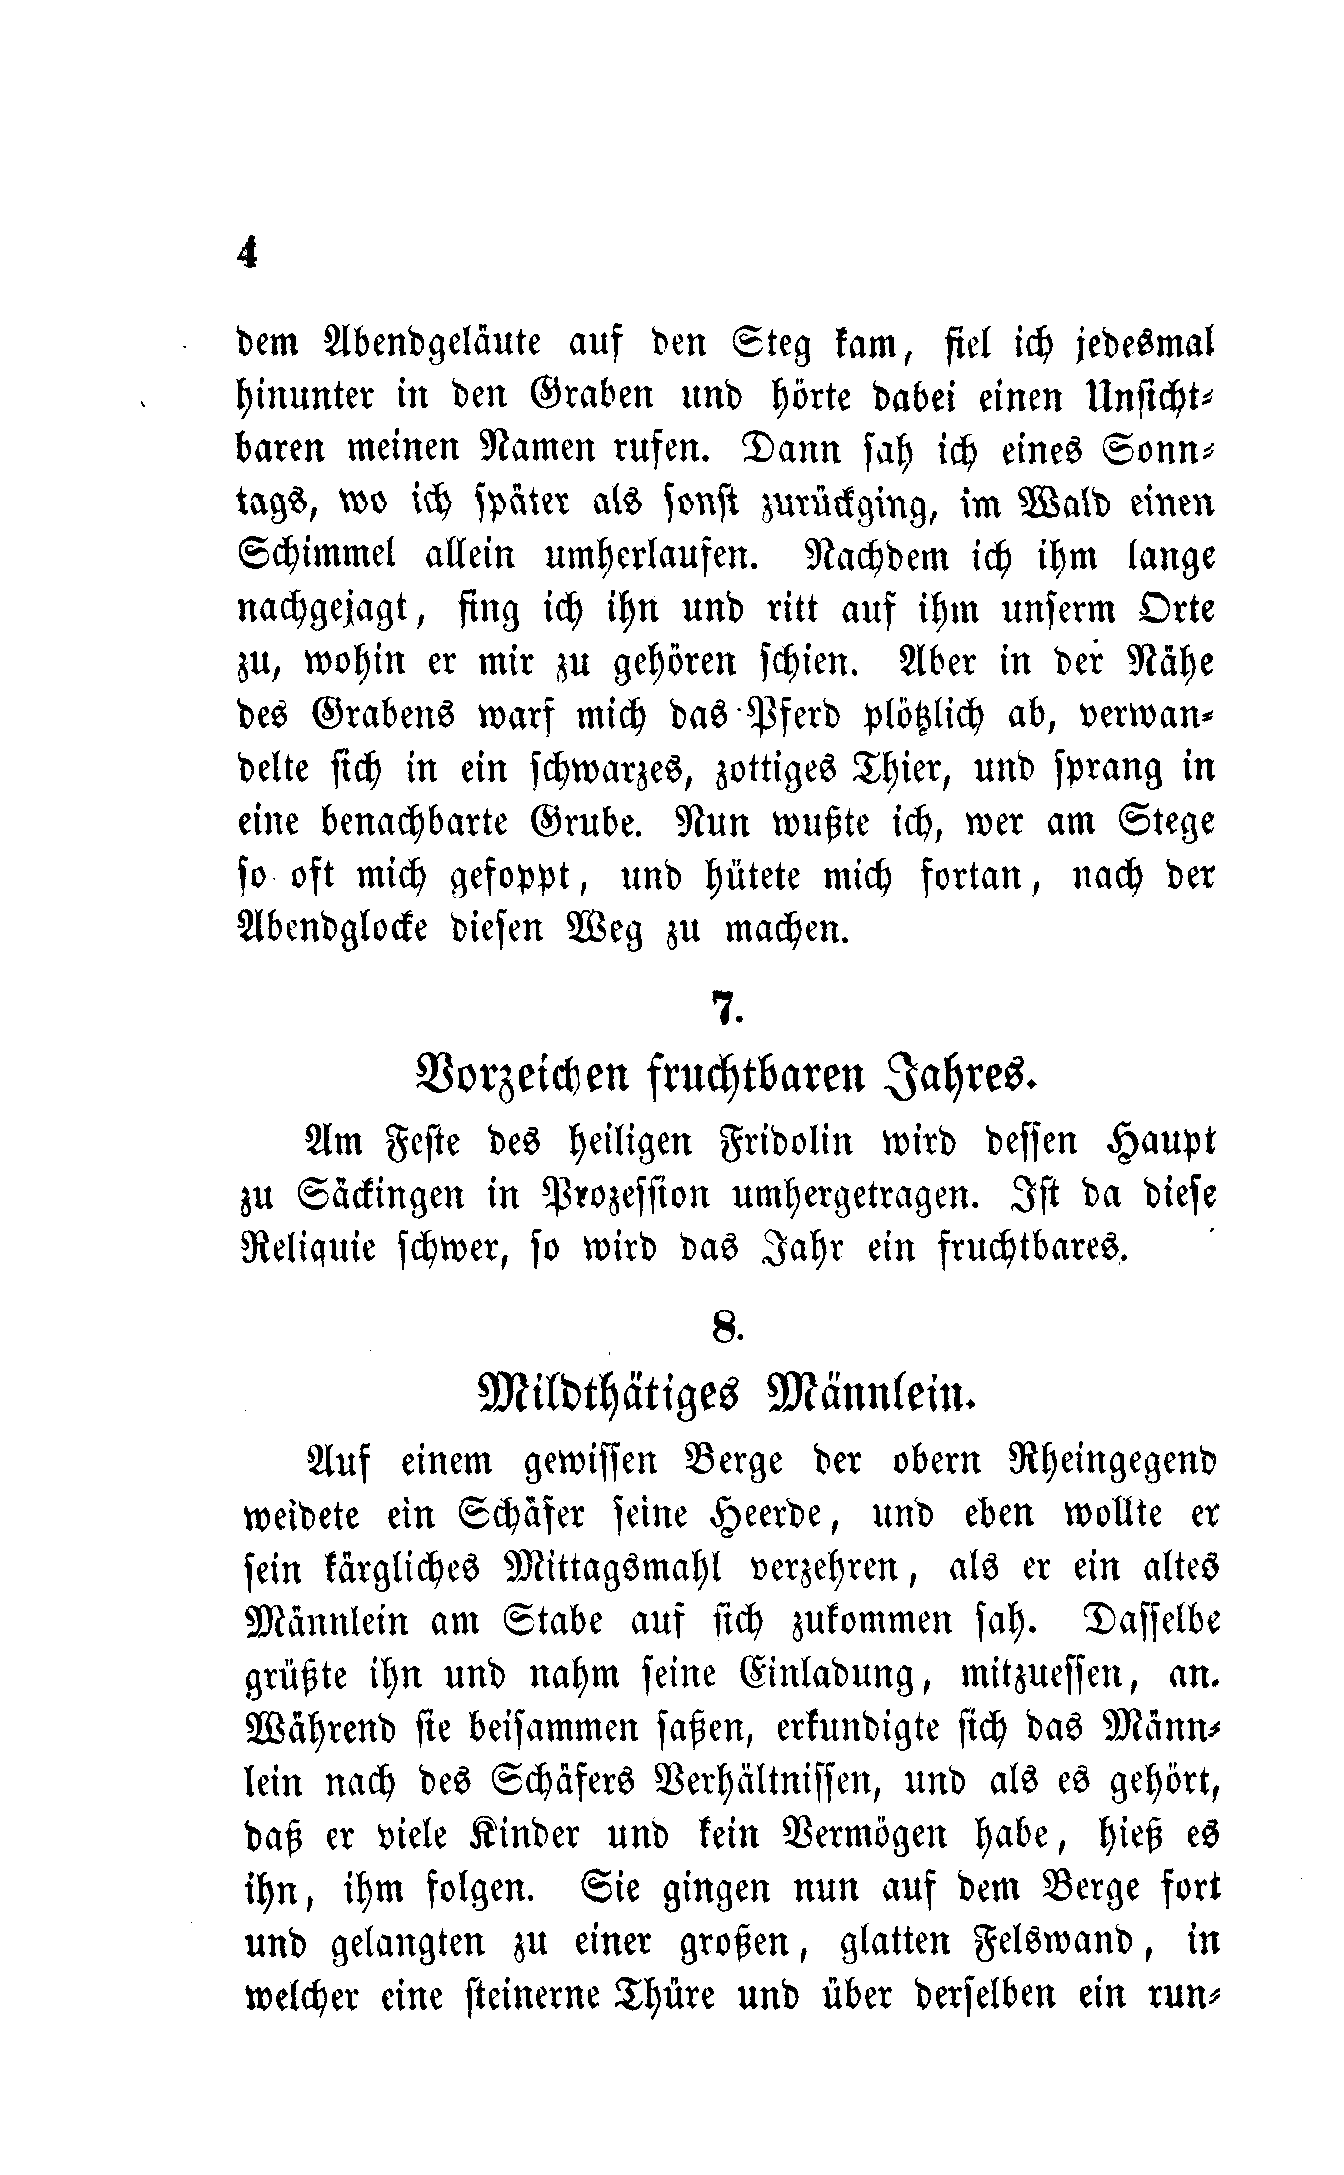 4
dem Abendgeläute auf den Steg kam, fiel ich jedesmal
hinunter in den Graben und hörte dabei einen Unsicht-
baren meinen Namen rufen. Dann sah ich eines Sonn-
tags, wo ich später als sonst zurückging, im Wald einen
Schimmel allein umherlaufen. Nachdem ich ihm lange
nachgejagt, fing ich ihn und ritt auf ihm unserm Orte
zu, wohin er mir zu gehören schien. Aber in der Nähe
des Grabens warf mich das Pferd plötzlich ab, verwan-
delte sich in ein schwarzes, zottiges Thier, und sprang in
eine benachbarte Grube. Nun wußte ich, wer am Stege
so oft mich gefoppt, und hütete mich fortan, nach der
Abendglocke diesen Weg zu machen.
7.
Vorzeichen fruchtbaren Jahres.
Am Feste des heiligen Fridolin wird dessen Haupt
zu Säckingen in Prozession umhergetragen. Ist da diese
Reliquie schwer, so wird das Jahr ein fruchtbares.
8.
Mildthätiges Männlein.
Auf einem gewissen Berge der obern Rheingegend
weidete ein Schäfer seine Heerde, und eben wollte er
sein kärgliches Mittagsmahl verzehren, als er ein altes
Männlein am Stabe auf sich zukommen sah. Dasselbe
grüßte ihn und nahm seine Einladung, mitzuessen, an.
Während sie beisammen saßen, erkundigte sich das Männ-
lein nach des Schäfers Verhältnissen, und als es gehört,
daß er viele Kinder und kein Vermögen habe, hieß es
ihn, ihm folgen. Sie gingen nun auf dem Berge fort
und gelangten zu einer großen, glatten Felswand, in
welcher eine steinerne Thüre und über derselben ein run-